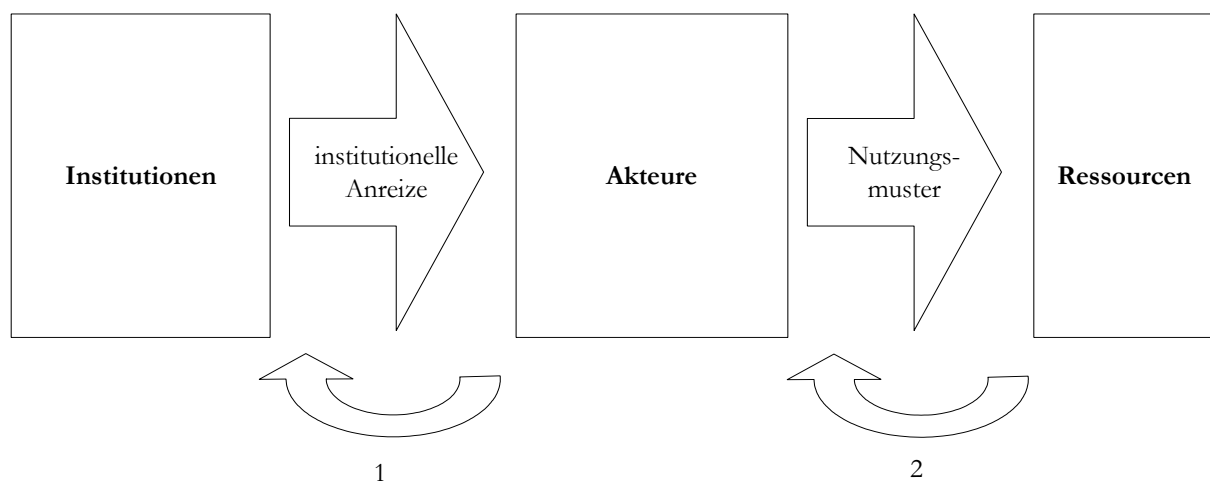 Institutionen
institutionelle
Anreize
Akteure
Nutzungs-
muster
Ressourcen
1
2